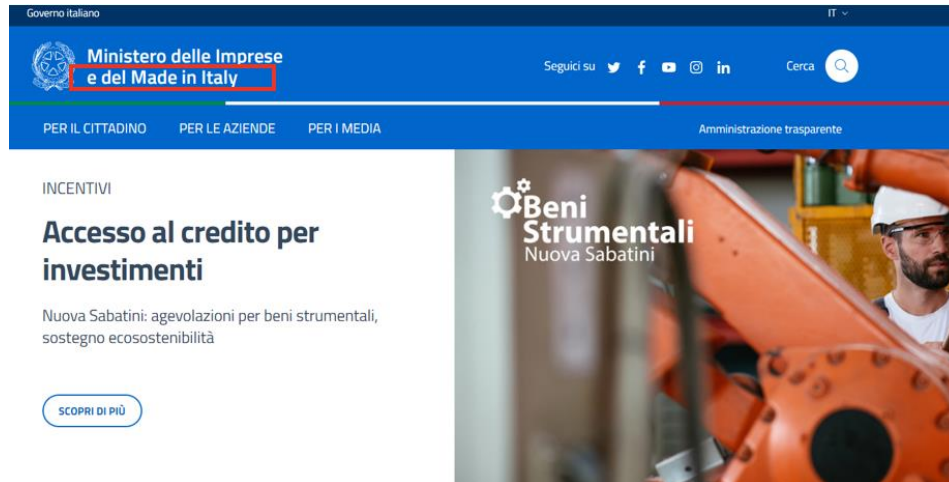 Governo italiano
IT
Ministero delle Imprese
e del Made in Italy
Seguici su
Cerca
PER IL CITTADINO PER LE AZIENDE PER I MEDIA
Amministrazione trasparente
INCENTIVI
Accesso al credito per
investimenti
Nuova Sabatini: agevolazioni per beni strumentali,
sostegno ecosostenibilità
SCOPRI DI PIÙ
Beni
Strumentali
Nuova Sabatini